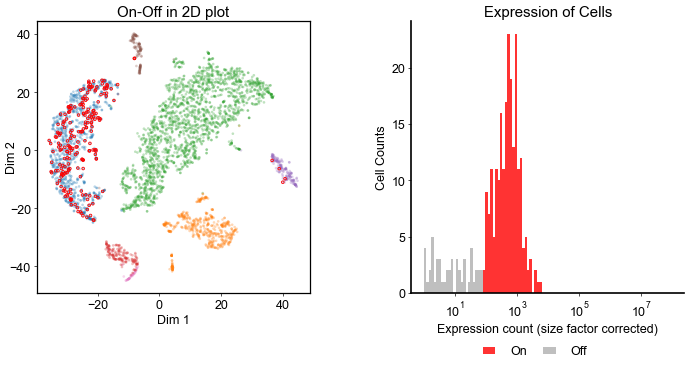 On-Off in 2D plot
Dim 2
40
20
0
−20
−40
−20
0
20
40
Dim 1
Expression of Cells
Cell Counts
20
15
10
5
0
10^1
10^3
10^5
10^7
Expression count (size factor corrected)
On
Off